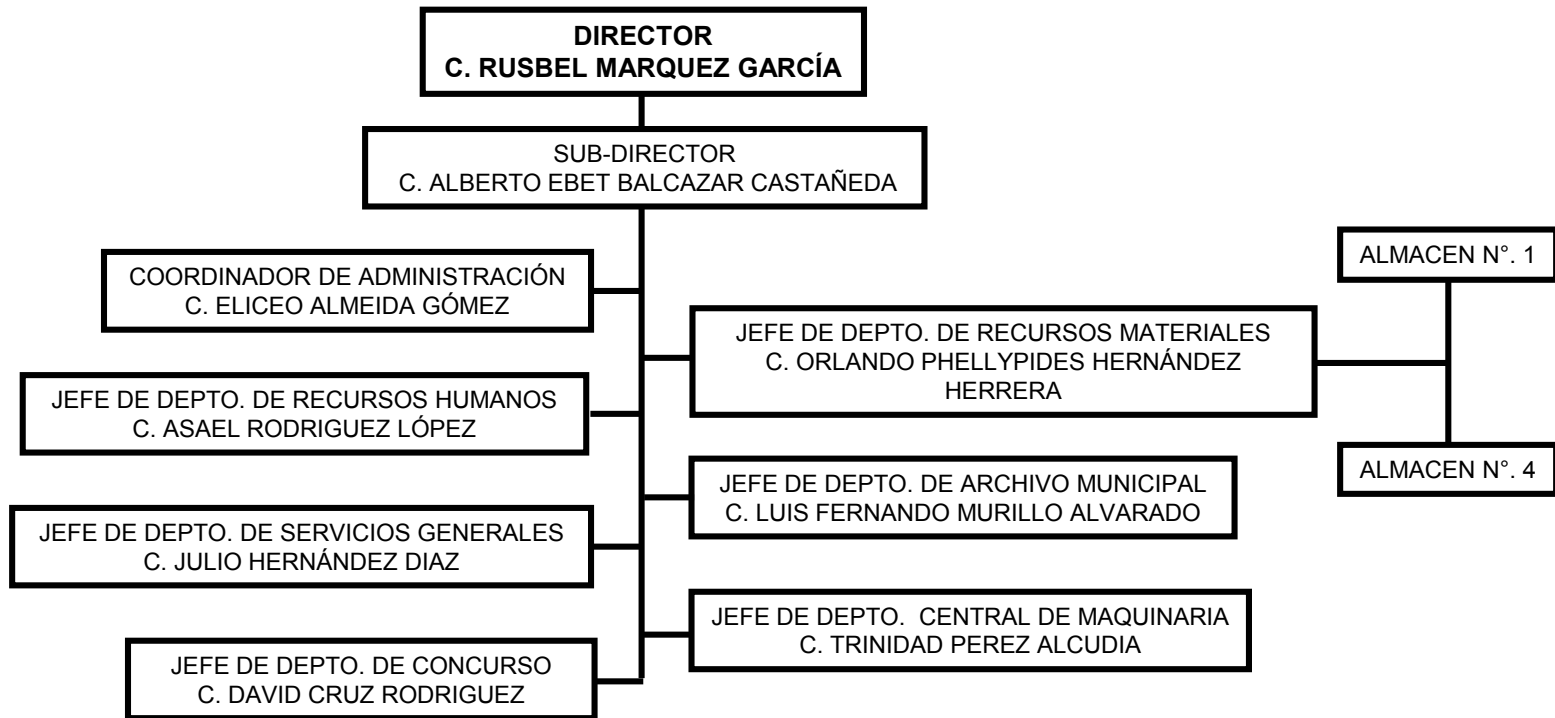 DIRECTOR
C. RUSBEL MARQUEZ GARCÍA
SUB-DIRECTOR
C. ALBERTO EBET BALCAZAR CASTAÑEDA
COORDINADOR DE ADMINISTRACIÓN
C. ELICEO ALMEIDA GÓMEZ
JEFE DE DEPTO. DE RECURSOS MATERIALES
C. ORLANDO PHELLYPIDES HERNÁNDEZ
HERRERA
ALMACEN N°. 1
ALMACEN N°. 4
JEFE DE DEPTO. DE RECURSOS HUMANOS
C. ASAEL RODRIGUEZ LÓPEZ
JEFE DE DEPTO. DE ARCHIVO MUNICIPAL
C. LUIS FERNANDO MURILLO ALVARADO
JEFE DE DEPTO. DE SERVICIOS GENERALES
C. JULIO HERNÁNDEZ DIAZ
JEFE DE DEPTO. CENTRAL DE MAQUINARIA
C. TRINIDAD PEREZ ALCUDIA
JEFE DE DEPTO. DE CONCURSO
C. DAVID CRUZ RODRIGUEZ